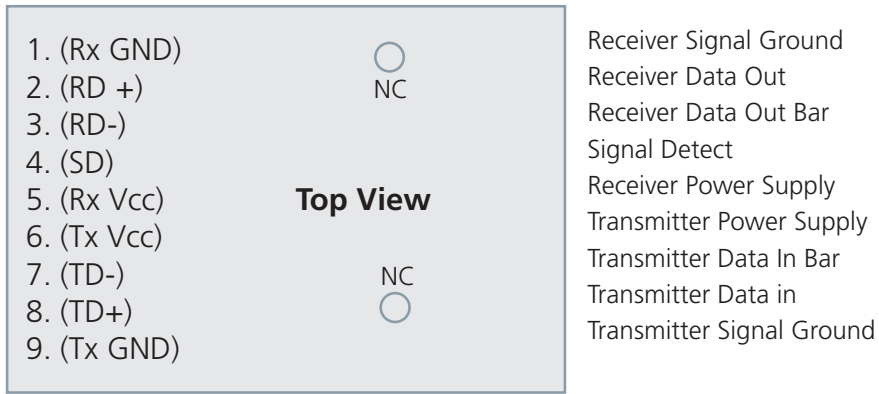 1. (Rx GND)
2. (RD +)
3. (RD-)
4. (SD)
5. (Rx Vcc)
6. (Tx Vcc)
7. (TD-)
8. (TD+)
9. (Tx GND)
NC
Top View
NC
Receiver Signal Ground
Receiver Data Out
Receiver Data Out Bar
Signal Detect
Receiver Power Supply
Transmitter Power Supply
Transmitter Data In Bar
Transmitter Data in
Transmitter Signal Ground